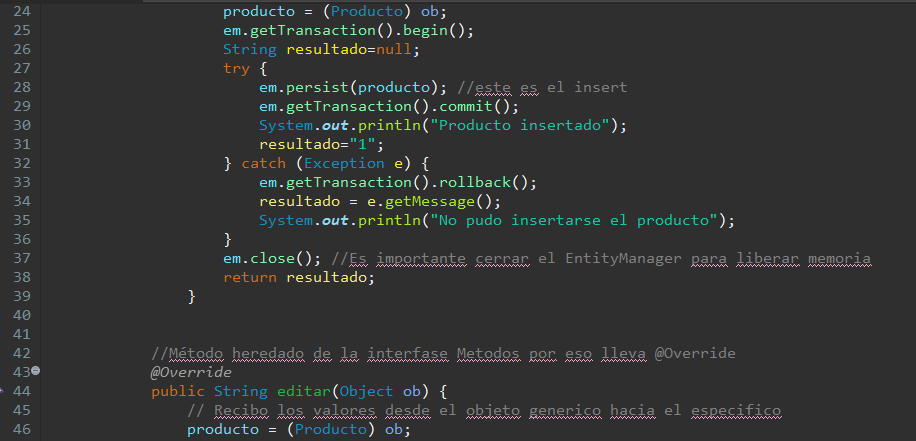 24 producto = (Producto) ob;
25 em.getTransaction().begin();
26 String resultado=null;
27 try {
28 em.persist(producto); //este es el insert
29 em.getTransaction().commit();
30 System.out.println("Producto insertado");
31 resultado="1";
32 } catch (Exception e) {
33 em.getTransaction().rollback();
34 resultado = e.getMessage();
35 System.out.println("No pudo insertarse el producto");
36 }
37 em.close(); //Es importante cerrar el EntityManager para liberar memoria
38 return resultado;
39 }
40
41
42 //Método heredado de la interfase Metodos por eso lleva @Override
43 @Override
44 public String editar(Object ob) {
45 // Recibo los valores desde el objeto generico hacia el especifico
46 producto = (Producto) ob;